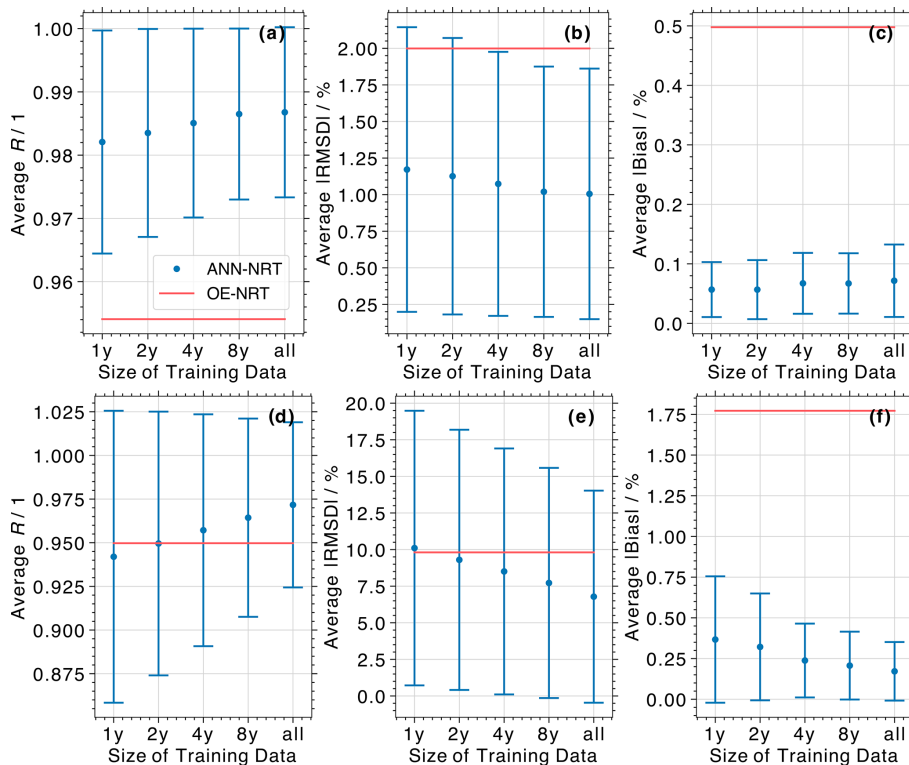 (a)
1.00
0.99
0.98
0.97
0.96
Average R / 1
ANN-NRT
OE-NRT
1y 2y 4y 8y all
Size of Training Data
(b)
2.00
1.75
1.50
1.25
1.00
0.75
0.50
0.25
Average |RMSD| / %
1y 2y 4y 8y all
Size of Training Data
(c)
0.5
0.4
0.3
0.2
0.1
0.0
Average |Bias| / %
1y 2y 4y 8y all
Size of Training Data
(d)
1.025
1.000
0.975
0.950
0.925
0.900
0.875
Average R / 1
1y 2y 4y 8y all
Size of Training Data
(e)
20.0
17.5
15.0
12.5
10.0
7.5
5.0
2.5
0.0
Average |RMSD| / %
1y 2y 4y 8y all
Size of Training Data
(f)
1.75
1.50
1.25
1.00
0.75
0.50
0.25
0.00
Average |Bias| / %
1y 2y 4y 8y all
Size of Training Data